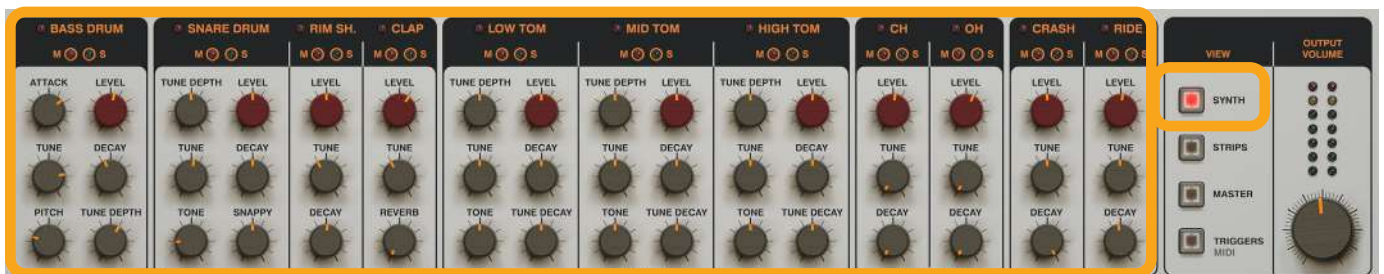 BASS DRUM SNARE DRUM RIM SH. CLAP LOW TOM MID TOM HIGH TOM CH OH CRASH RIDE
OUTPUT
VOLUME
M S M S M S M S M S M S M S M S M S M S M S VIEW
ATTACK LEVEL TUNE DEPTH LEVEL LEVEL LEVEL TUNE DEPTH LEVEL TUNE DEPTH LEVEL TUNE DEPTH LEVEL LEVEL LEVEL LEVEL LEVEL
SYNTH
TUNE DECAY TUNE DECAY TUNE TUNE TUNE DECAY TUNE DECAY TUNE DECAY TUNE TUNE TUNE TUNE STRIPS
MASTER
PITCH TUNE DEPTH TONE SNAPPY DECAY REVERB TONE TUNE DECAY TONE TUNE DECAY TONE TUNE DECAY DECAY DECAY DECAY DECAY
TRIGGERS
MIDI